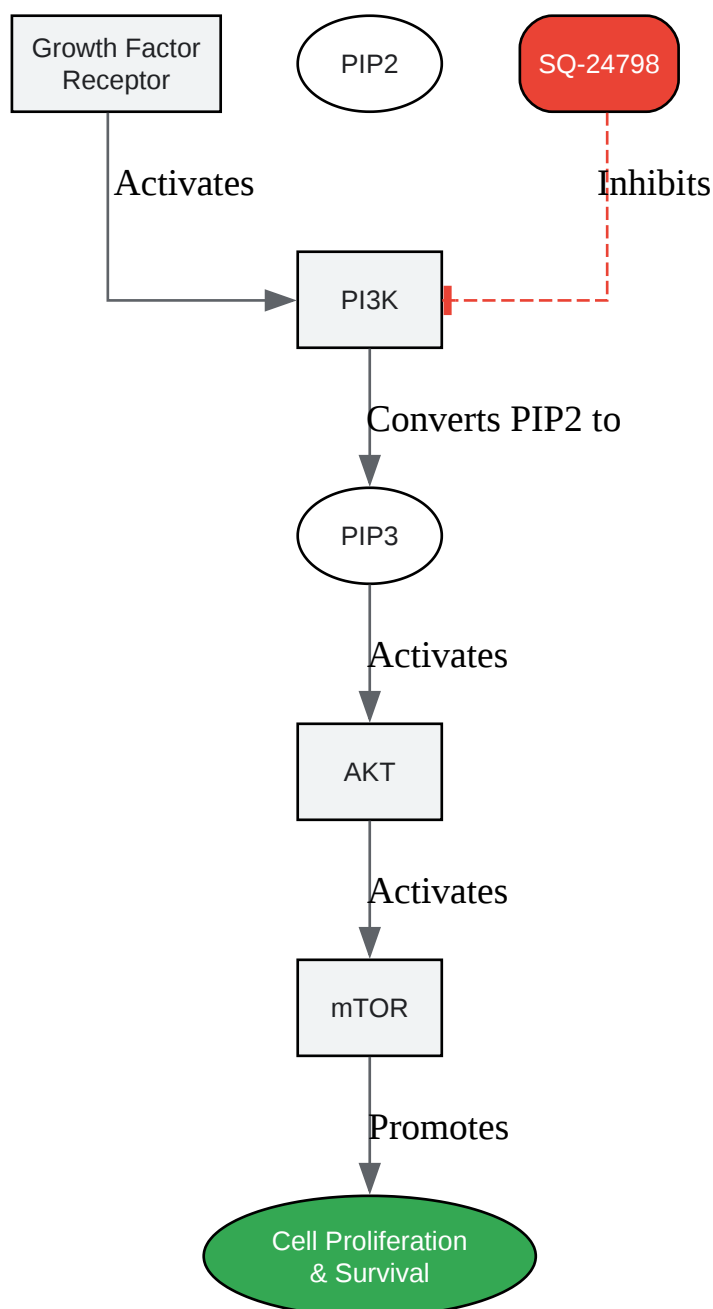 Growth Factor
Receptor
PIP2
SQ-24798
Activates
Inhibits
PI3K
Converts PIP2 to
PIP3
Activates
AKT
Activates
mTOR
Promotes
Cell Proliferation
& Survival